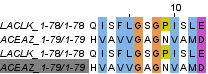 10
LACLK_1-78/1-78 QISFLGSGPISLE
ACEAZ_1-79/1-79 HVAVVGAGNVAMD
LACLK_1-78/1-78 QISFLGSGPISLE
ACEAZ_1-79/1-79 HVAVVGAGNVAMD